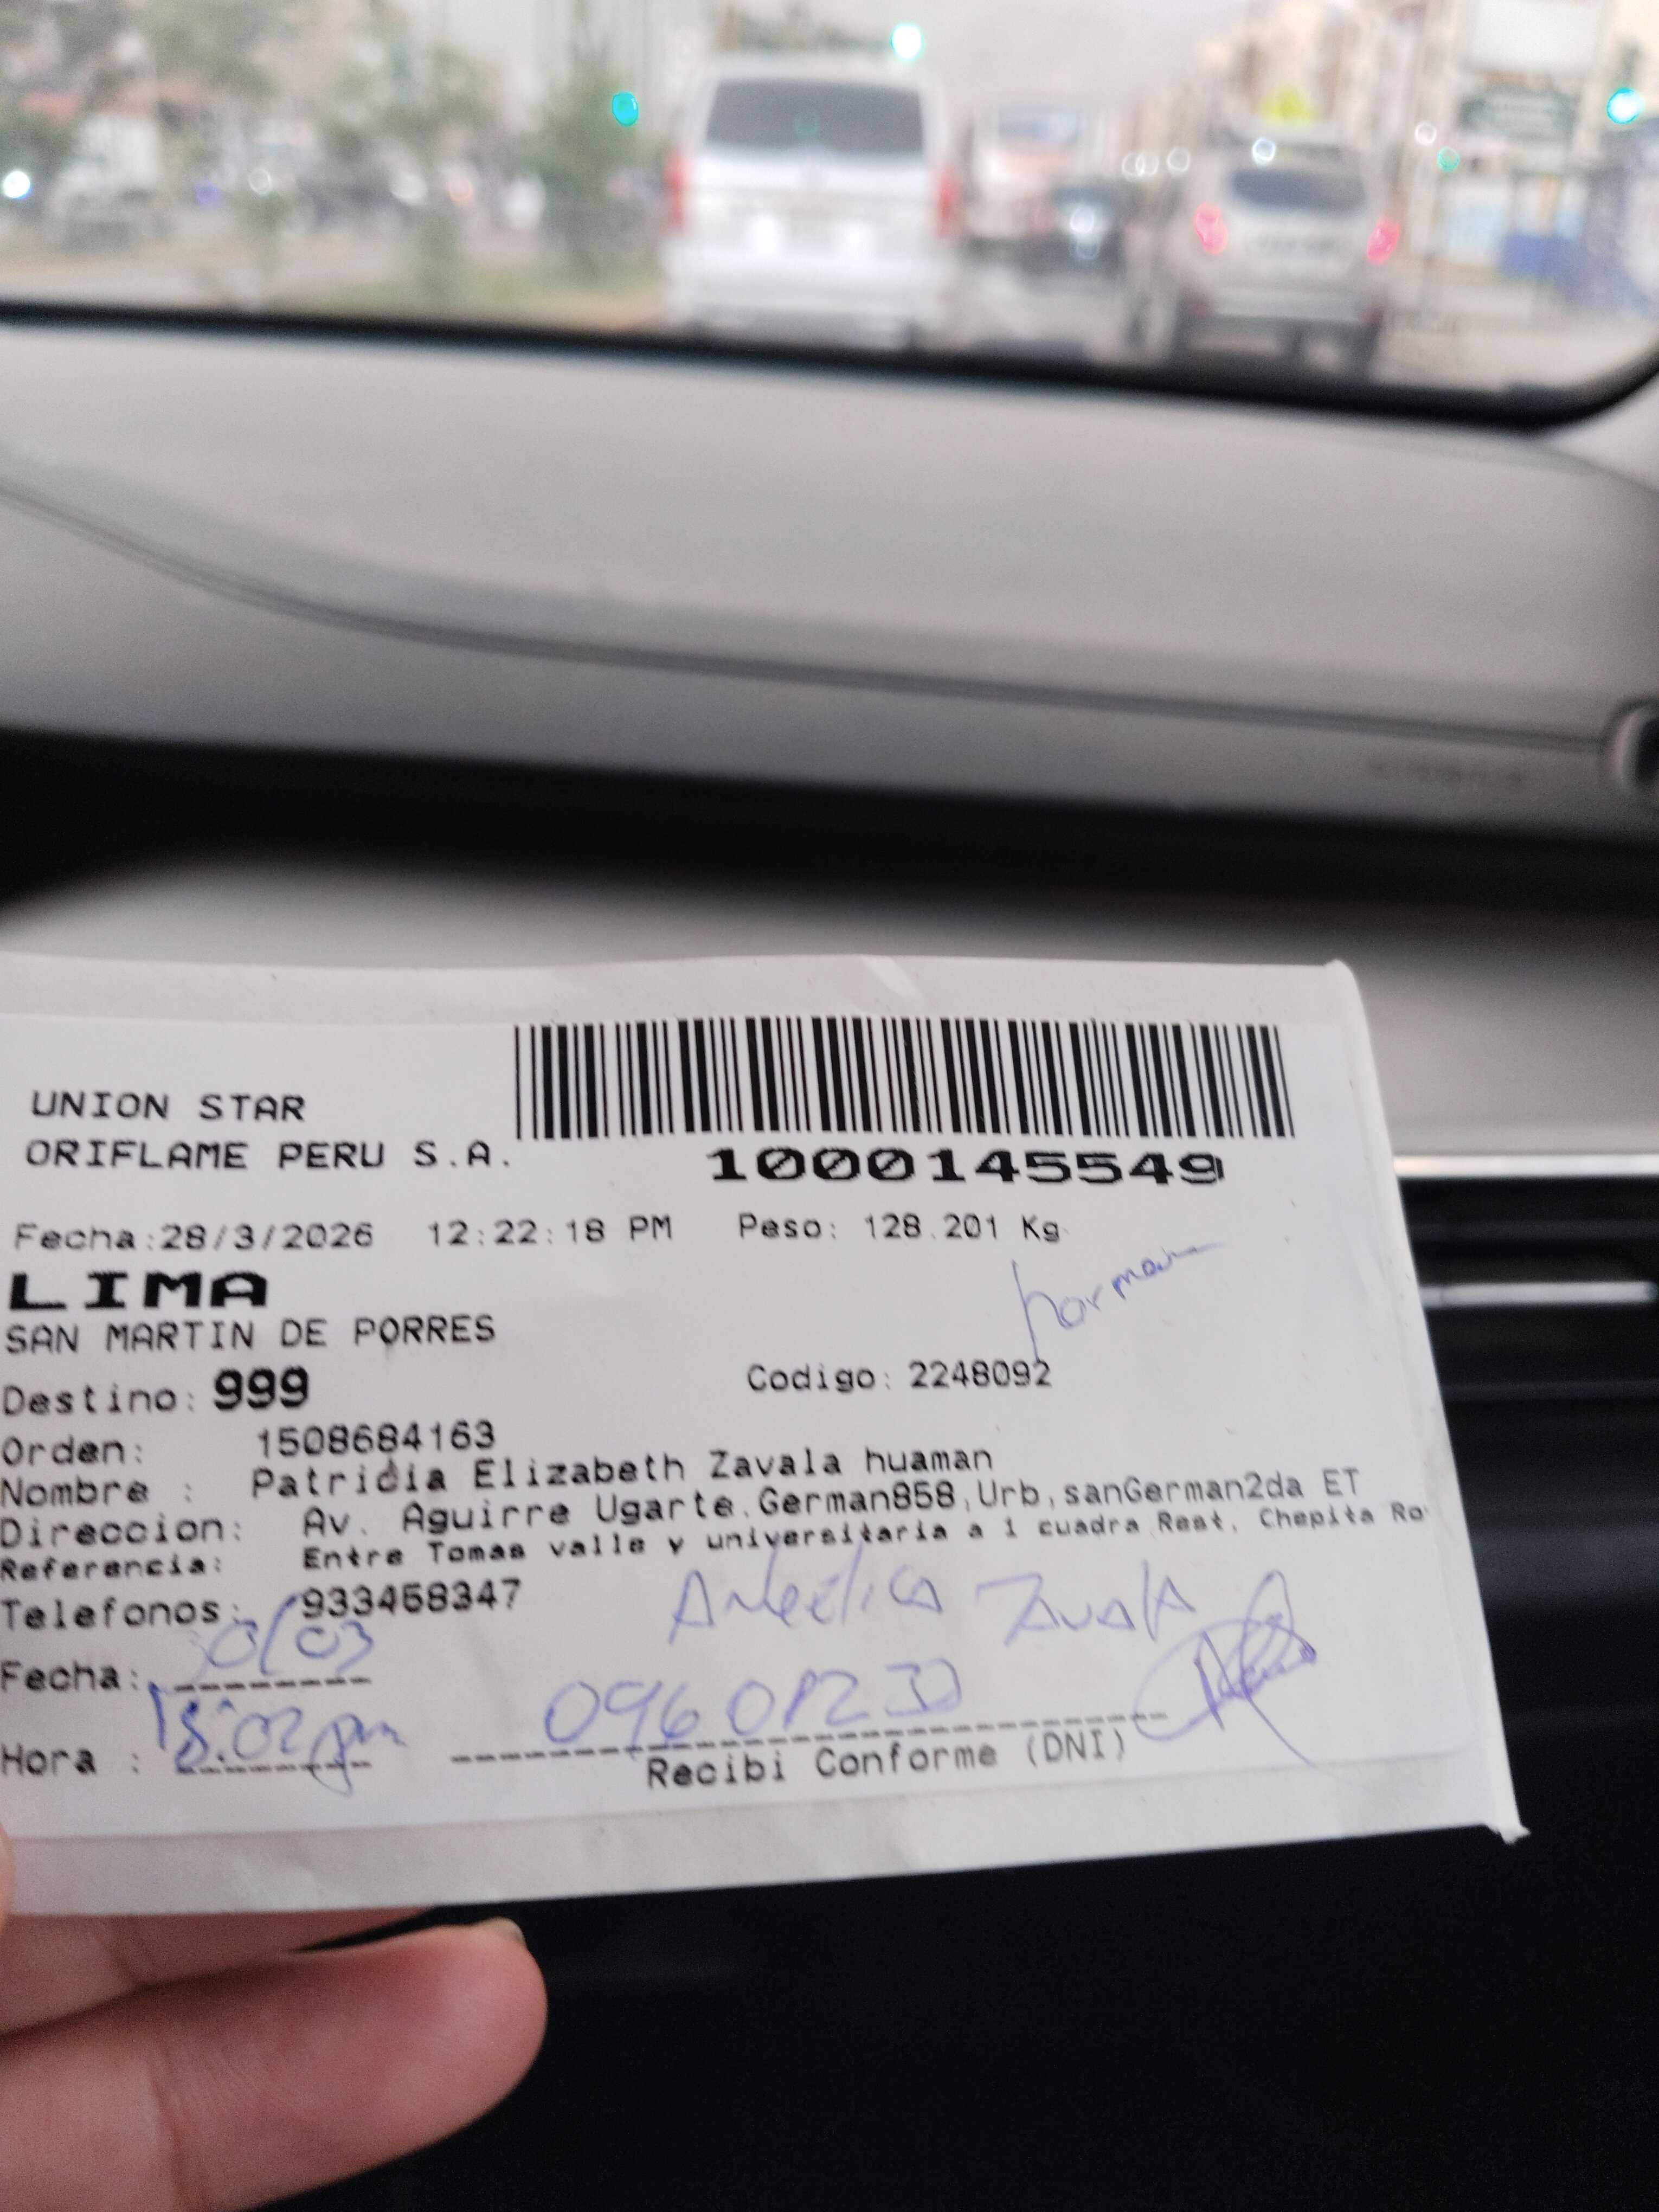 UNION STAR
ORIFLAME PERU S.A.
1000145549
Fecha:28/3/2026 12:22:18 PM Peso: 128.201 Kg
LIMA
SAN MARTIN DE PORRES
Destino: 999 Codigo: 2248092
Orden: 1508684163
Nombre : Patricia Elizabeth Zavala huaman
Direccion: Av. Aguirre Ugarte.German858,Urb,sanGerman2da ET
Referencia: Entre Tomas valle y universitaria a 1 cuadra Rest. Chepita Ro
Telefonos: 933458347
Zavala
Fecha: 30/03
Hora : :02 pm
Recibi Conforme (DNI)